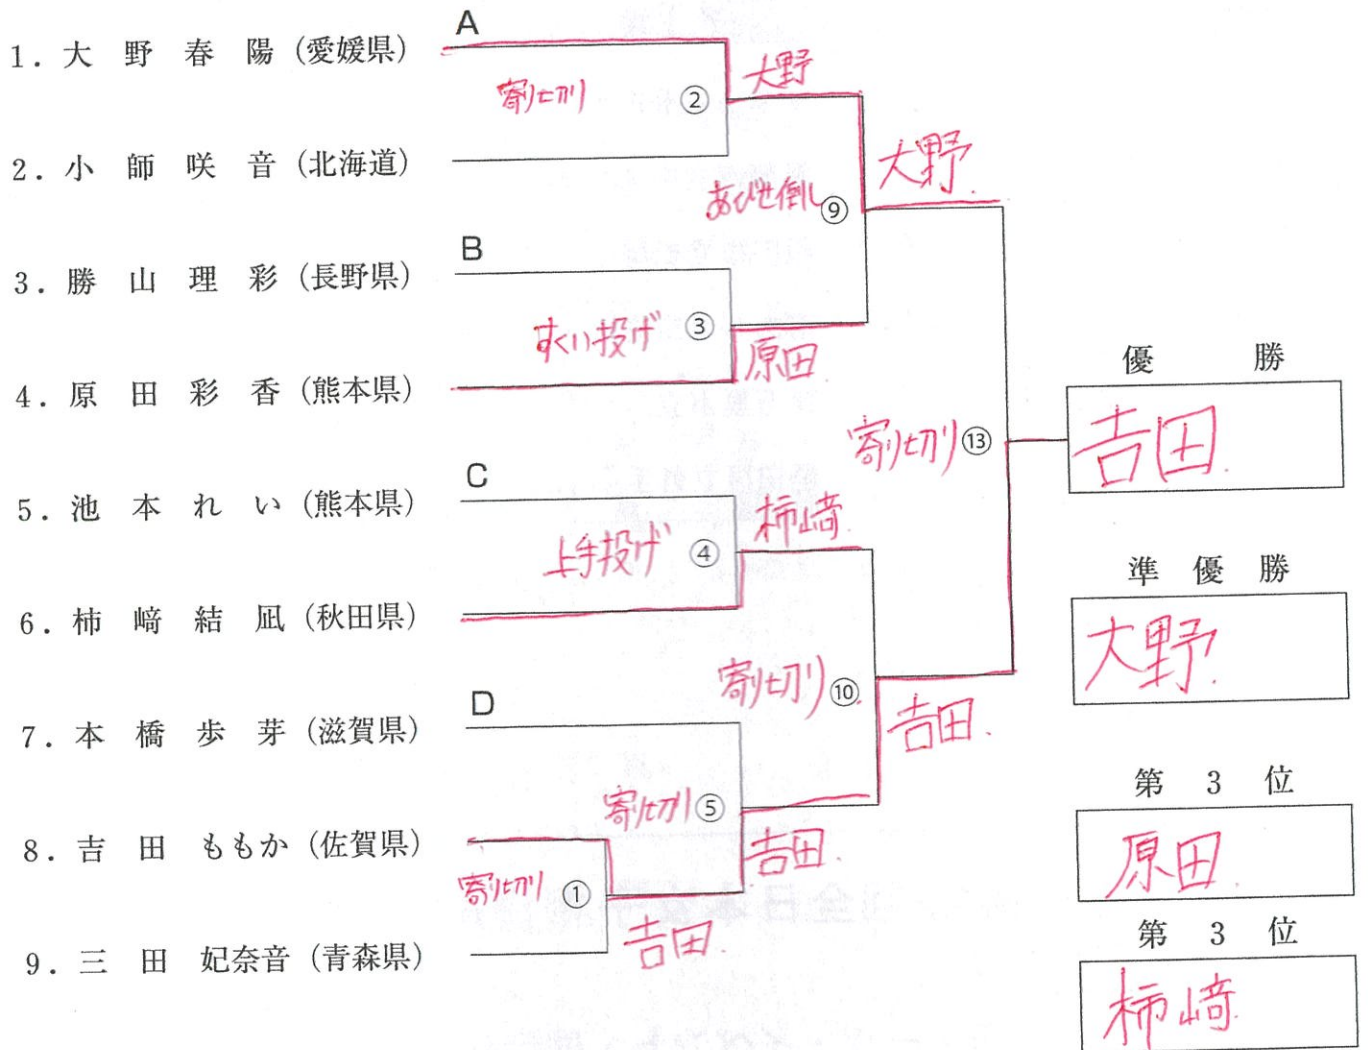 A
1. 大野春陽 (愛媛県)
大野
寄り切り ②
大野
2. 小師咲音 (北海道)
あびせ倒し ⑨
B
3. 勝山理彩 (長野県)
すくい投げ ③
原田
優勝
4. 原田彩香 (熊本県)
吉田
寄り切り ⑬
C
5. 池本れい (熊本県)
柿﨑
上手投げ ④
準優勝
6. 柿﨑結凪 (秋田県)
大野
寄り切り ⑩
D
吉田
7. 本橋歩芽 (滋賀県)
第3位
寄り切り ⑤
8. 吉田ももか (佐賀県)
吉田
原田
寄り切り ①
第3位
吉田
9. 三田妃奈音 (青森県)
柿﨑